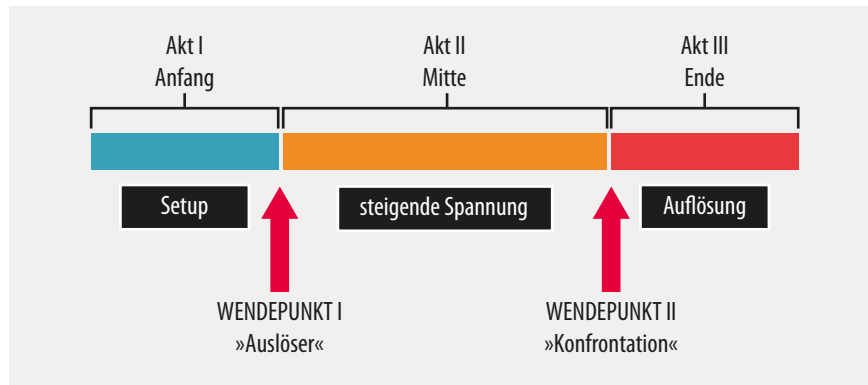 Akt I
Anfang
Akt II
Mitte
Akt III
Ende
Setup
steigende Spannung
Auflösung
WENDEPUNKT I
»Auslöser«
WENDEPUNKT II
»Konfrontation«